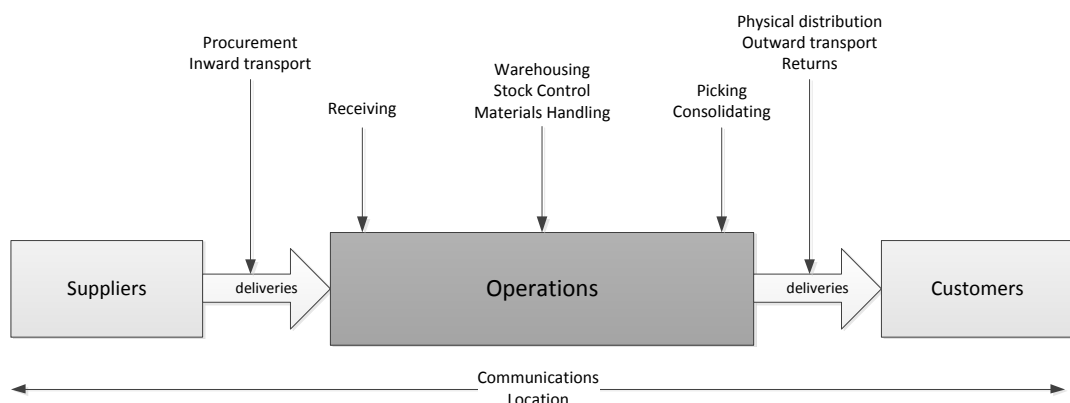 Procurement
Inward transport
Receiving
Warehousing
Stock Control
Materials Handling
Picking
Consolidating
Physical distribution
Outward transport
Returns
Suppliers
deliveries
Operations
deliveries
Customers
Communications
Location